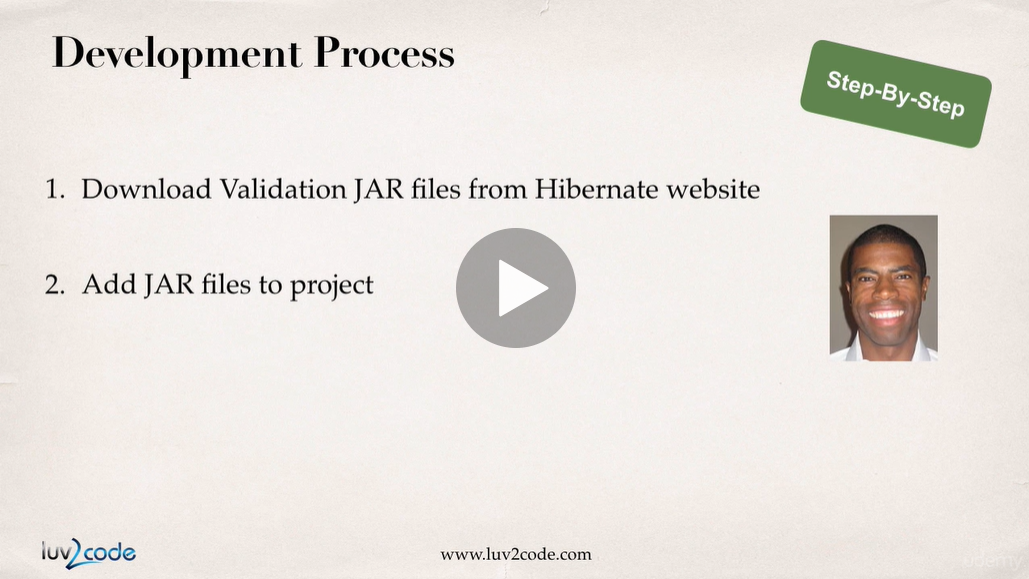 Development Process
Step-By-Step
1. Download Validation JAR files from Hibernate website
2. Add JAR files to project
luv2code
www.luv2code.com
udemy